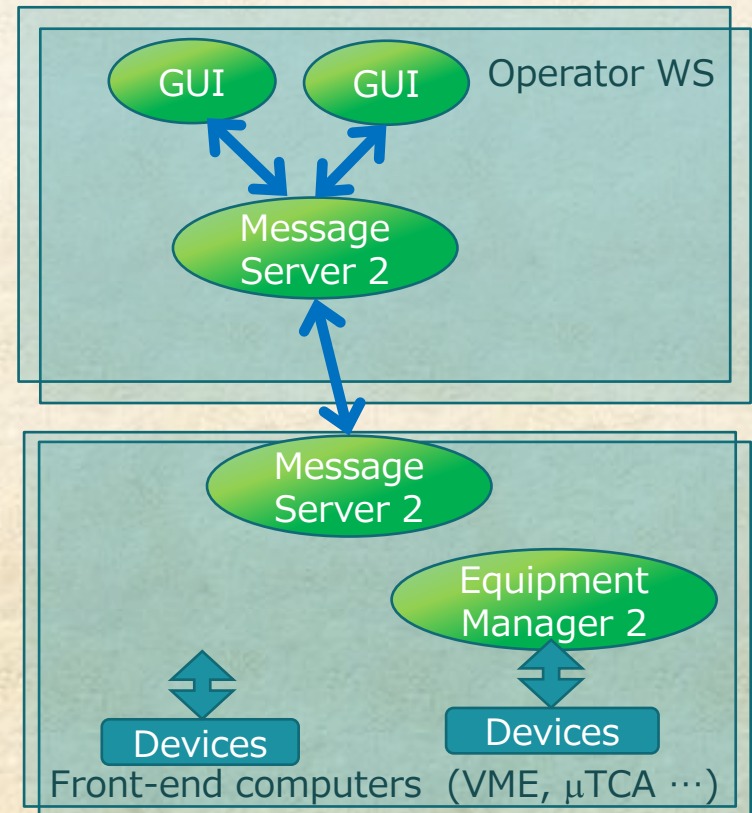 GUI
GUI
Operator WS
Message
Server 2
Message
Server 2
Equipment
Manager 2
Devices
Devices
Front-end computers (VME, μTCA ⋯)